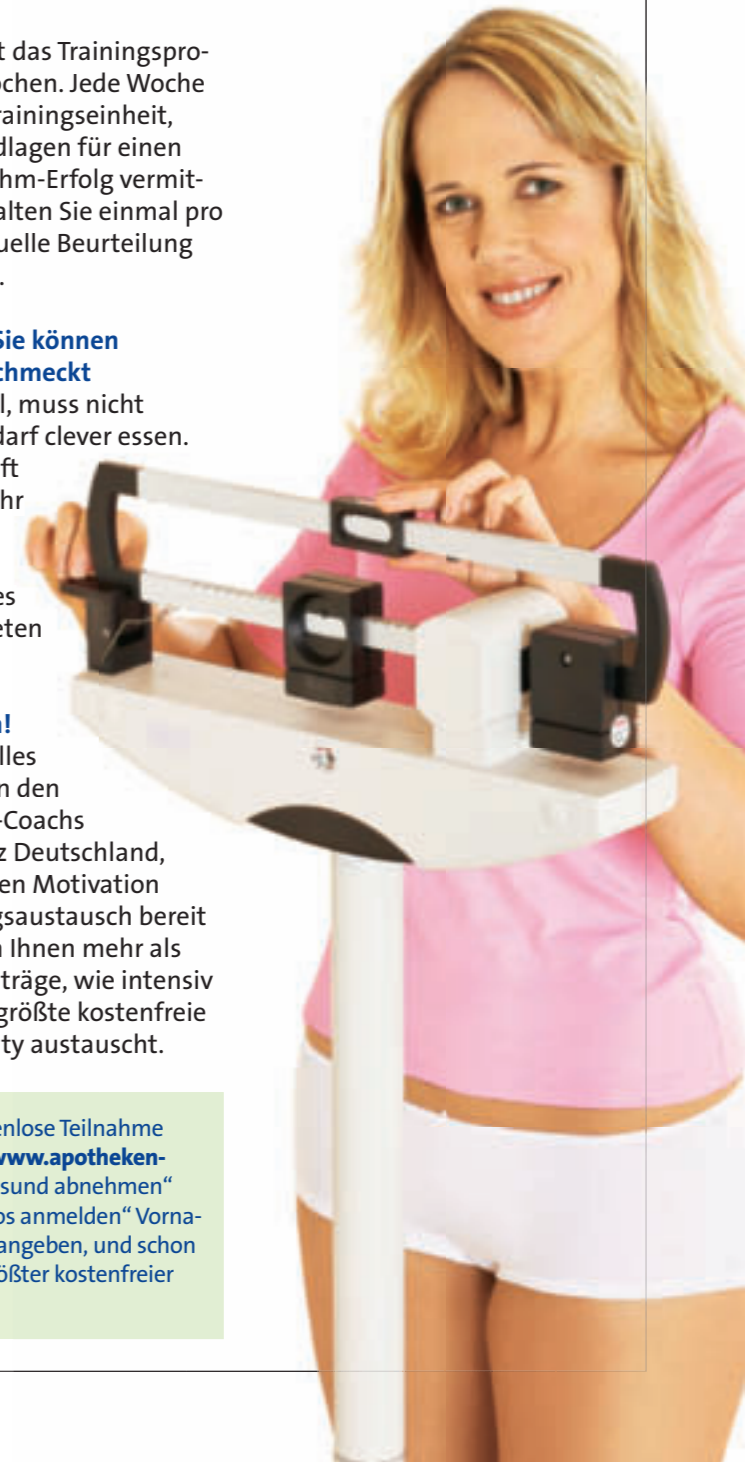 t das Trainingspro-
ochen. Jede Woche
rainingseinheit,
dlagen für einen
hm-Erfolg vermit-
alten Sie einmal pro
uelle Beurteilung
.
Sie können
chmeckt
l, muss nicht
darf clever essen.
ft
hr
es
eten
!
lles
n den
-Coachs
z Deutschland,
en Motivation
gsaustausch bereit
n Ihnen mehr als
träge, wie intensiv
größte kostenfreie
ty austauscht.
enlose Teilnahme
www.apotheken-
sund abnehmen“
os anmelden“ Vorna-
angeben, und schon
ößter kostenfreier